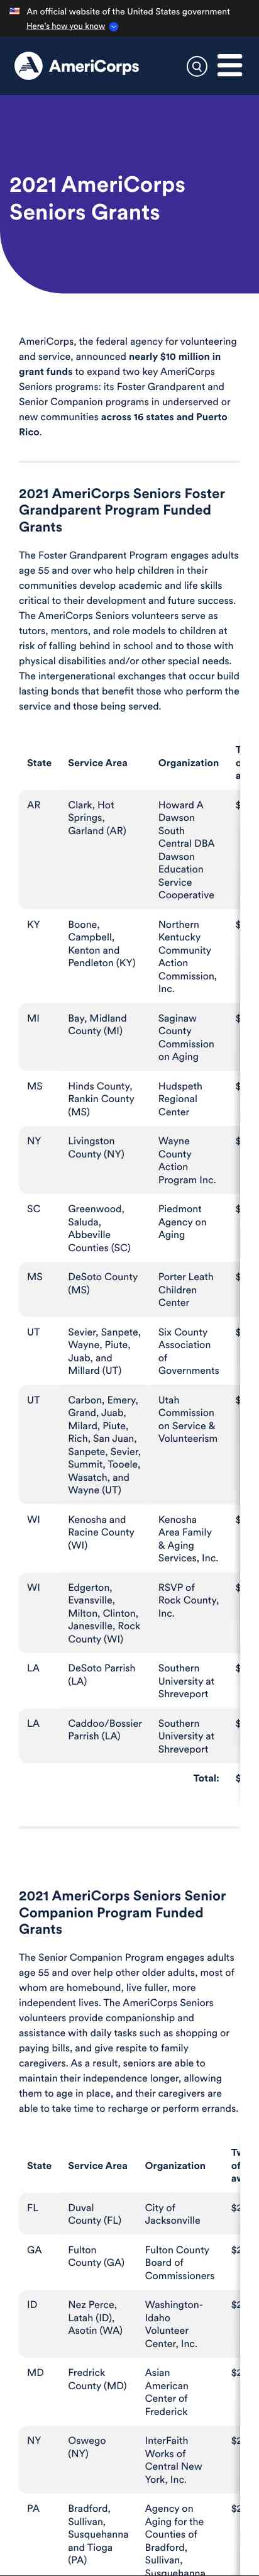 An official website of the United States government
Here's how you know
AmeriCorps
2021 AmeriCorps
Seniors Grants
AmeriCorps, the federal agency for volunteering
and service, announced nearly $10 million in
grant funds to expand two key AmeriCorps
Seniors programs: its Foster Grandparent and
Senior Companion programs in underserved or
new communities across 16 states and Puerto
Rico.
2021 AmeriCorps Seniors Foster
Grandparent Program Funded
Grants
The Foster Grandparent Program engages adults
age 55 and over who help children in their
communities develop academic and life skills
critical to their development and future success.
The AmeriCorps Seniors volunteers serve as
tutors, mentors, and role models to children at
risk of falling behind in school and to those with
physical disabilities and/or other special needs.
The intergenerational exchanges that occur build
lasting bonds that benefit those who perform the
service and those being served.
State Service Area Organization
AR Clark, Hot Howard A $
Springs, Dawson
Garland (AR) South
Central DBA
Dawson
Education
Service
Cooperative
KY Boone, Northern $
Campbell, Kentucky
Kenton and Community
Pendleton (KY) Action
Commission,
Inc.
MI Bay, Midland Saginaw $
County (MI) County
Commission
on Aging
MS Hinds County, Hudspeth $
Rankin County Regional
(MS) Center
NY Livingston Wayne $
County (NY) County
Action
Program Inc.
SC Greenwood, Piedmont $
Saluda, Agency on
Abbeville Aging
Counties (SC)
MS DeSoto County Porter Leath $
(MS) Children
Center
UT Sevier, Sanpete, Six County $
Wayne, Piute, Association
Juab, and of
Millard (UT) Governments
UT Carbon, Emery, Utah $
Grand, Juab, Commission
Milard, Piute, on Service &
Rich, San Juan, Volunteerism
Sanpete, Sevier,
Summit, Tooele,
Wasatch, and
Wayne (UT)
WI Kenosha and Kenosha $
Racine County Area Family
(WI) & Aging
Services, Inc.
WI Edgerton, RSVP of $
Evansville, Rock County,
Milton, Clinton, Inc.
Janesville, Rock
County (WI)
LA DeSoto Parrish Southern $
(LA) University at
Shreveport
LA Caddoo/Bossier Southern $
Parrish (LA) University at
Shreveport
Total: $
2021 AmeriCorps Seniors Senior
Companion Program Funded
Grants
The Senior Companion Program engages adults
age 55 and over help other older adults, most of
whom are homebound, live fuller, more
independent lives. The AmeriCorps Seniors
volunteers provide companionship and
assistance with daily tasks such as shopping or
paying bills, and give respite to family
caregivers. As a result, seniors are able to
maintain their independence longer, allowing
them to age in place, and their caregivers are
able to take time to recharge or perform errands.
State Service Area Organization
FL Duval City of
County (FL) Jacksonville
GA Fulton Fulton County
County (GA) Board of
Commissioners
ID Nez Perce, Washington-
Latah (ID), Idaho
Asotin (WA) Volunteer
Center, Inc.
MD Fredrick Asian
County (MD) American
Center of
Frederick
NY Oswego InterFaith
(NY) Works of
Central New
York, Inc.
PA Bradford, Agency on
Sullivan, Aging for the
Susquehanna Counties of
and Tioga Bradford,
(PA) Sullivan,
Susquehanna